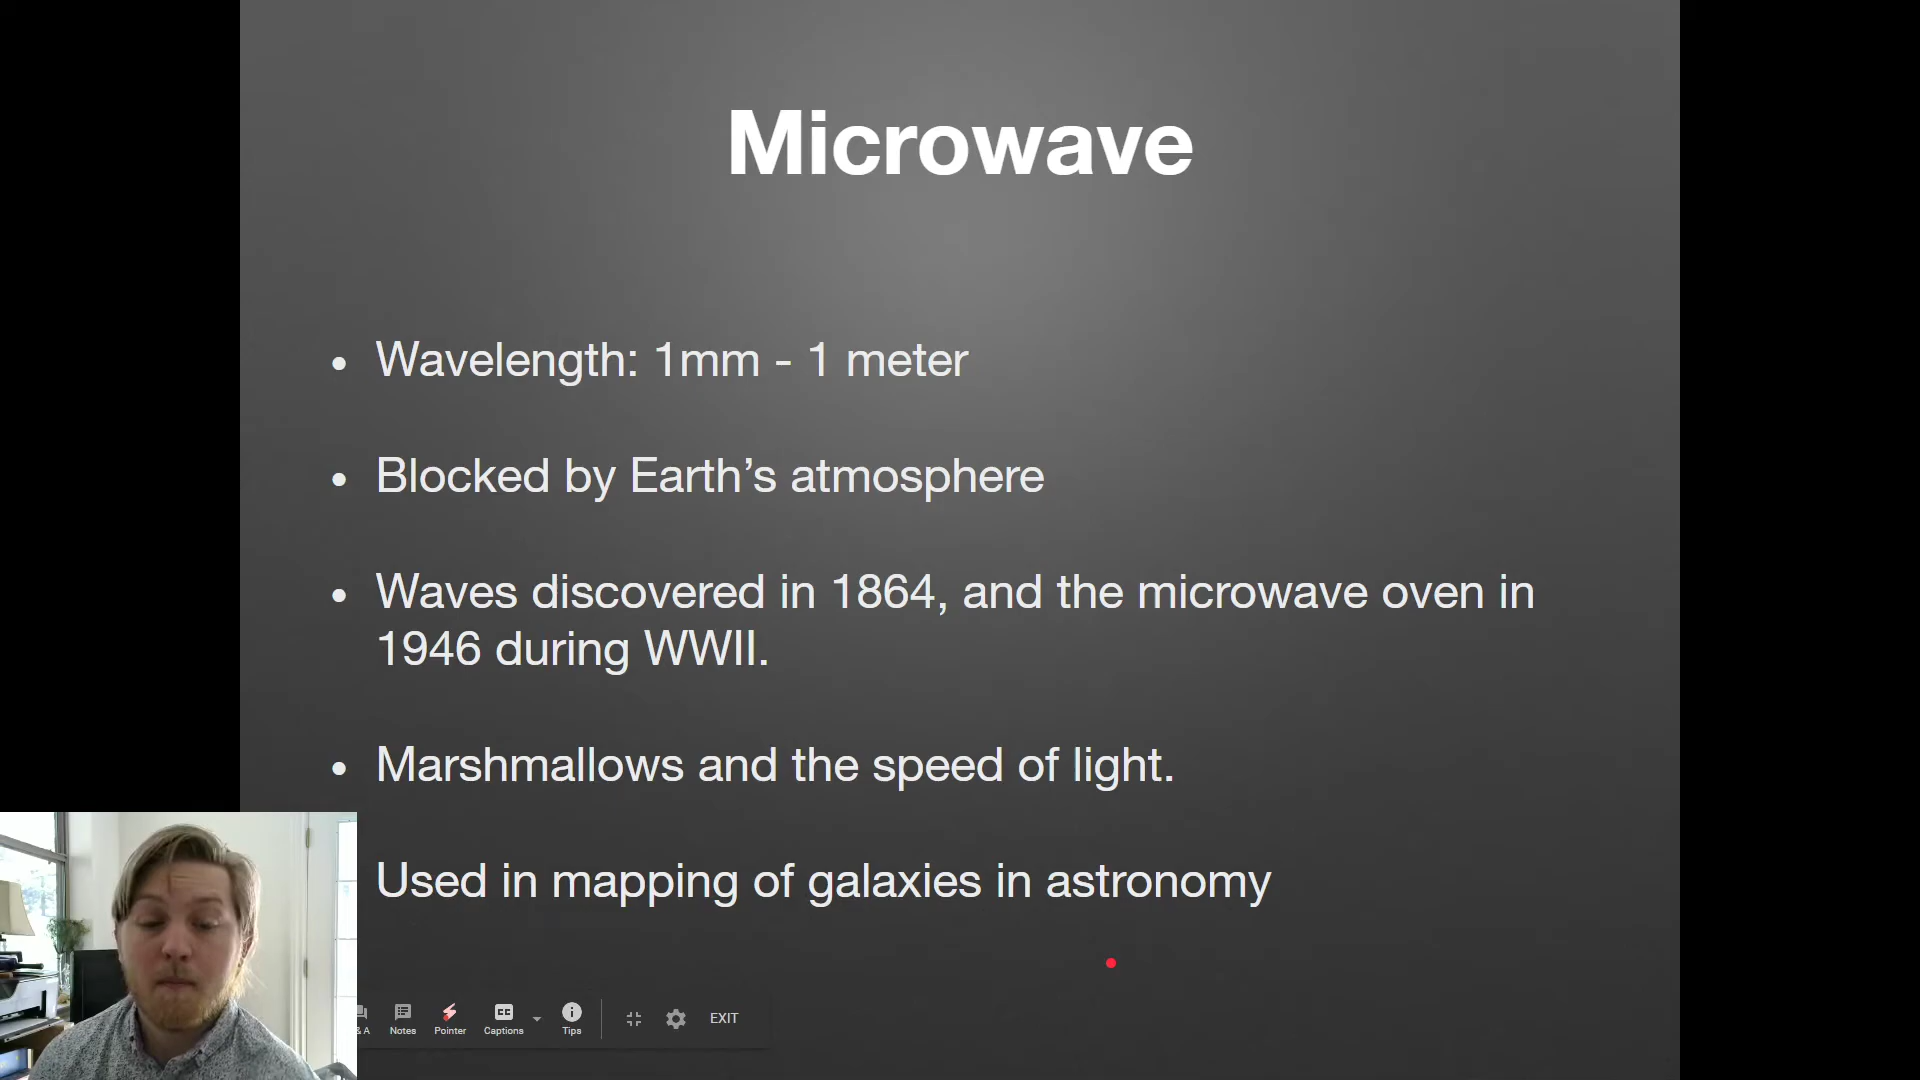 Microwave
• Wavelength: 1mm - 1 meter
• Blocked by Earth’s atmosphere
• Waves discovered in 1864, and the microwave oven in
1946 during WWII.
• Marshmallows and the speed of light.
Used in mapping of galaxies in astronomy
& A Notes Pointer Captions Tips EXIT